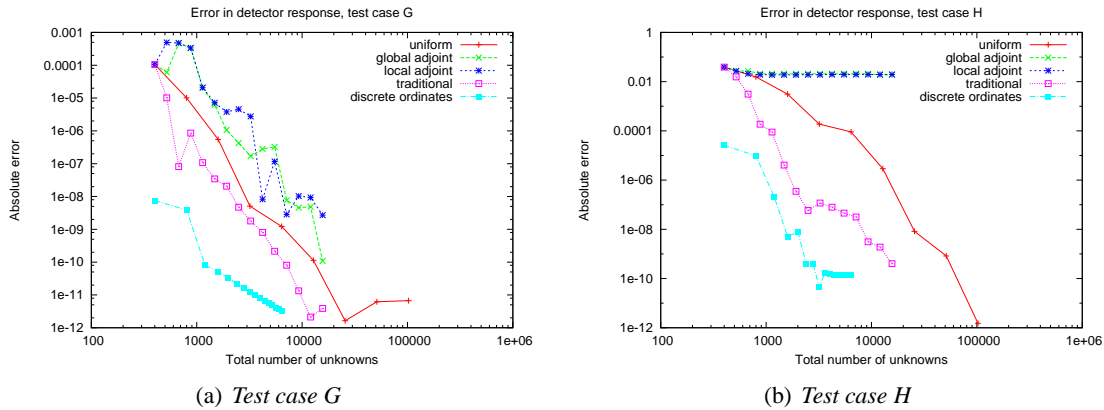 Error in detector response, test case G
0.001
0.0001
1e-05
1e-06
1e-07
1e-08
1e-09
1e-10
1e-11
1e-12
Absolute error
uniform
global adjoint
local adjoint
traditional
discrete ordinates
100 1000 10000 100000 1e+06
Total number of unknowns
(a) Test case G
Error in detector response, test case H
1
0.01
0.0001
1e-06
1e-08
1e-10
1e-12
Absolute error
uniform
global adjoint
local adjoint
traditional
discrete ordinates
100 1000 10000 100000 1e+06
Total number of unknowns
(b) Test case H